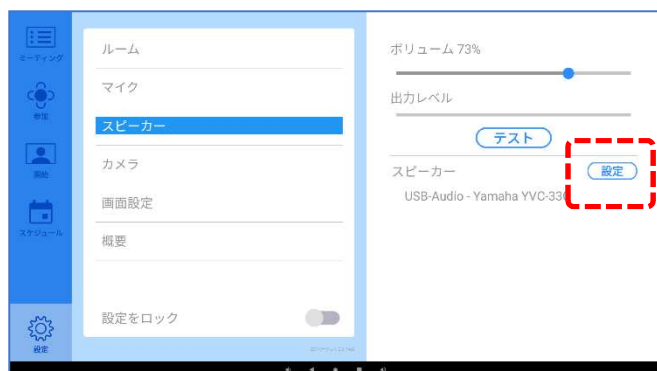 ミーティング
参加
開始
スケジュール
設定
ルーム
マイク
スピーカー
カメラ
画面設定
概要
設定をロック
ボリューム 73%
出力レベル
テスト
スピーカー
設定
USB-Audio - Yamaha YVC-33